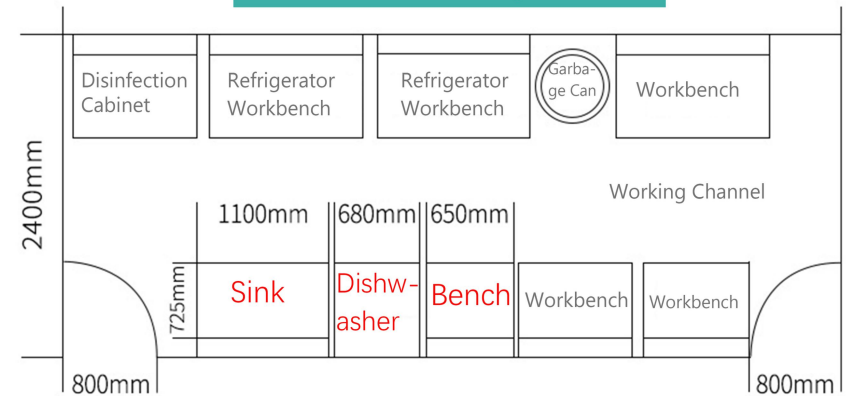 Disinfection
Cabinet
Refrigerator
Workbench
Refrigerator
Workbench
Garba-
ge Can
Workbench
2400mm
Working Channel
1100mm
680mm
650mm
725mm
Sink
Dishw-
asher
Bench
Workbench
Workbench
800mm
800mm